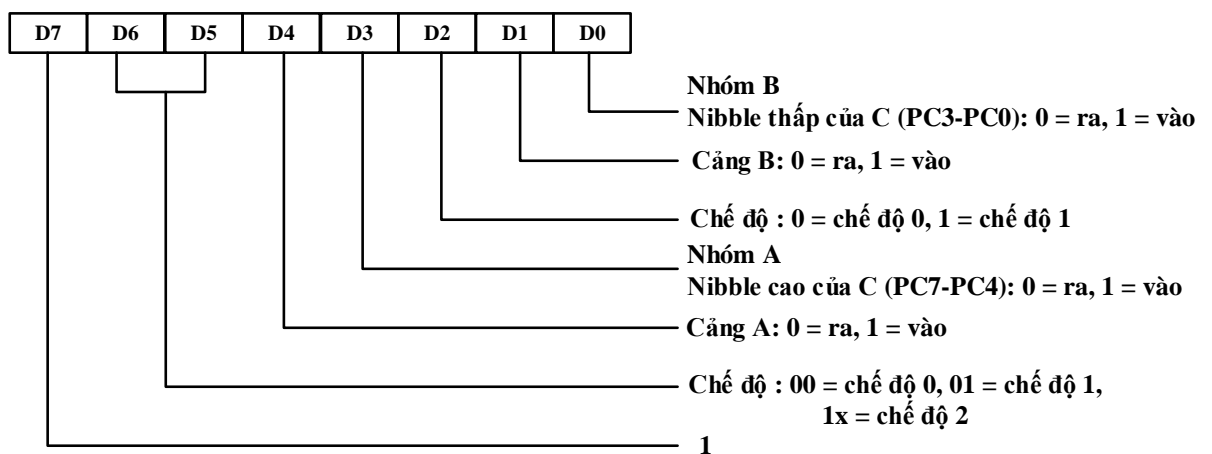 D7 D6 D5 D4 D3 D2 D1 D0
Nhóm B
Nibble thấp của C (PC3-PC0): 0 = ra, 1 = vào
Cảng B: 0 = ra, 1 = vào
Chế độ : 0 = chế độ 0, 1 = chế độ 1
Nhóm A
Nibble cao của C (PC7-PC4): 0 = ra, 1 = vào
Cảng A: 0 = ra, 1 = vào
Chế độ : 00 = chế độ 0, 01 = chế độ 1,
1x = chế độ 2
1